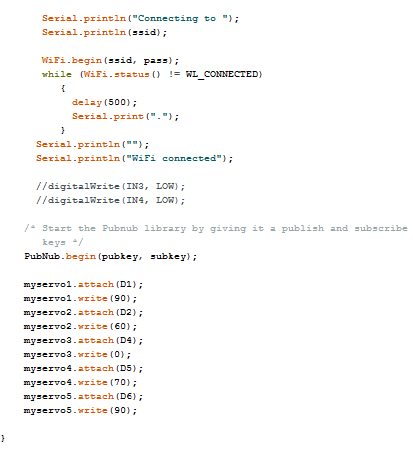 Serial.println("Connecting to ");
Serial.println(ssid);
WiFi.begin(ssid, pass);
while (WiFi.status() != WL_CONNECTED)
{
delay(500);
Serial.print(".");
}
Serial.println("");
Serial.println("WiFi connected");
//digitalWrite(IN3, LOW);
//digitalWrite(IN4, LOW);
/* Start the Pubnub library by giving it a publish and subscribe
keys */
PubNub.begin(pubkey, subkey);
myservo1.attach(D1);
myservo1.write(90);
myservo2.attach(D2);
myservo2.write(60);
myservo3.attach(D4);
myservo3.write(0);
myservo4.attach(D5);
myservo4.write(70);
myservo5.attach(D6);
myservo5.write(90);
}